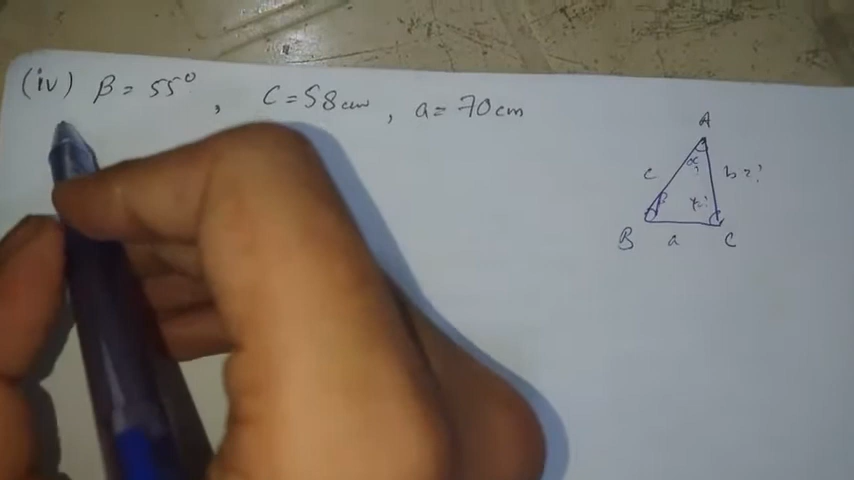 (iv) β = 55° , C = 58 cm , a = 70 cm
A
c α ? b = ?
β γ = ?
B a C